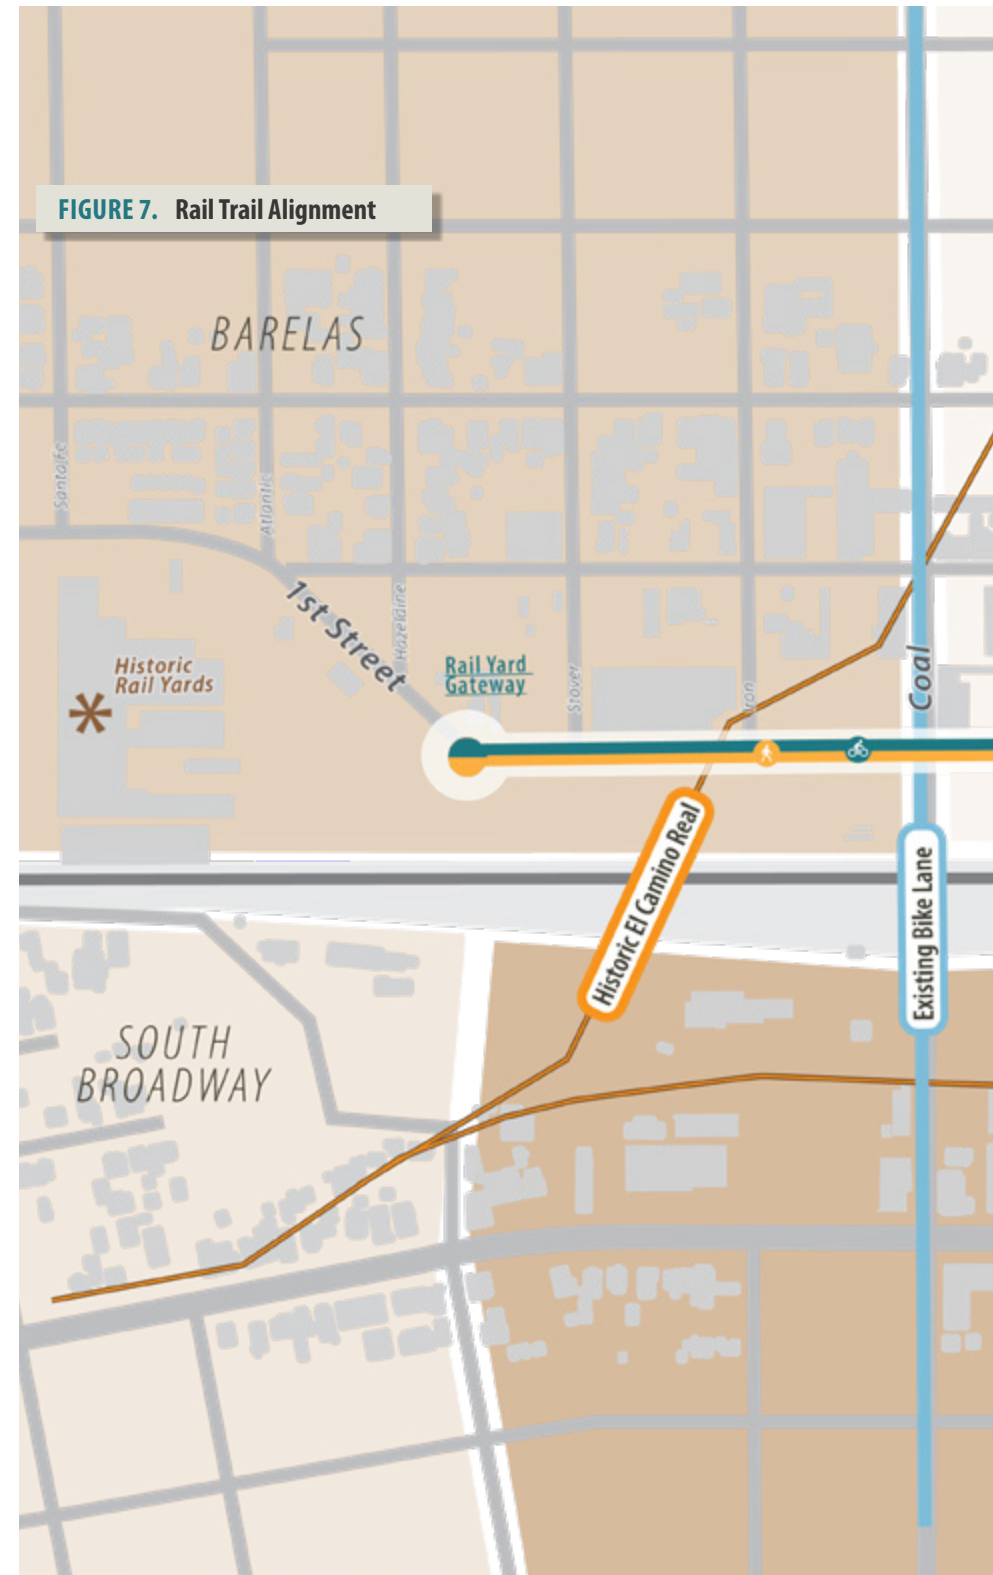 FIGURE 7. Rail Trail Alignment
BARELAS
Santa Fe
Atlantic
1st Street
Hazeldine
Historic
Rail Yards
Rail Yard
Gateway
Stover
Iron
Coal
Historic El Camino Real
Existing Bike Lane
SOUTH
BROADWAY